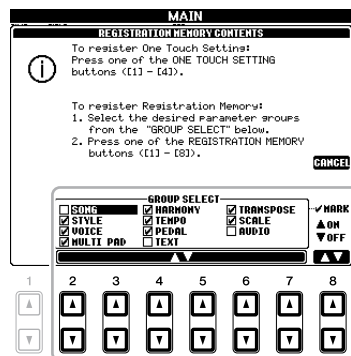 MAIN
REGISTRATION MEMORY CONTENTS
To register One Touch Setting:
Press one of the ONE TOUCH SETTING
buttons ([1] - [4]).
To register Registration Memory:
1. Select the desired parameter groups
from the "GROUP SELECT" below.
2. Press one of the REGISTRATION MEMORY
buttons ([1] - [8]).
CANCEL
GROUP SELECT
SONG HARMONY TRANSPOSE
STYLE TEMPO SCALE
VOICE PEDAL AUDIO
MULTI PAD TEXT
MARK
ON
OFF
1 2 3 4 5 6 7 8